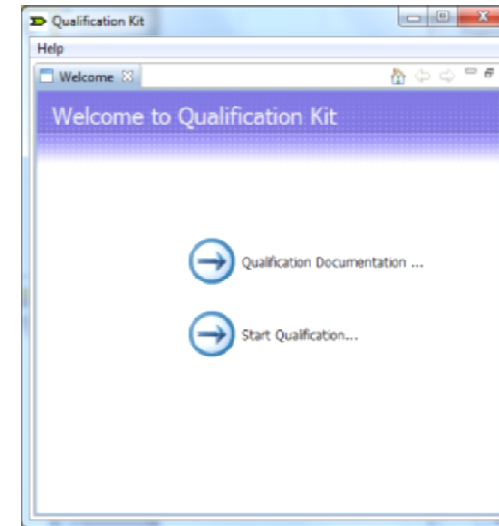 Qualification Kit
Help
Welcome
Welcome to Qualification Kit
Qualification Documentation ...
Start Qualification...